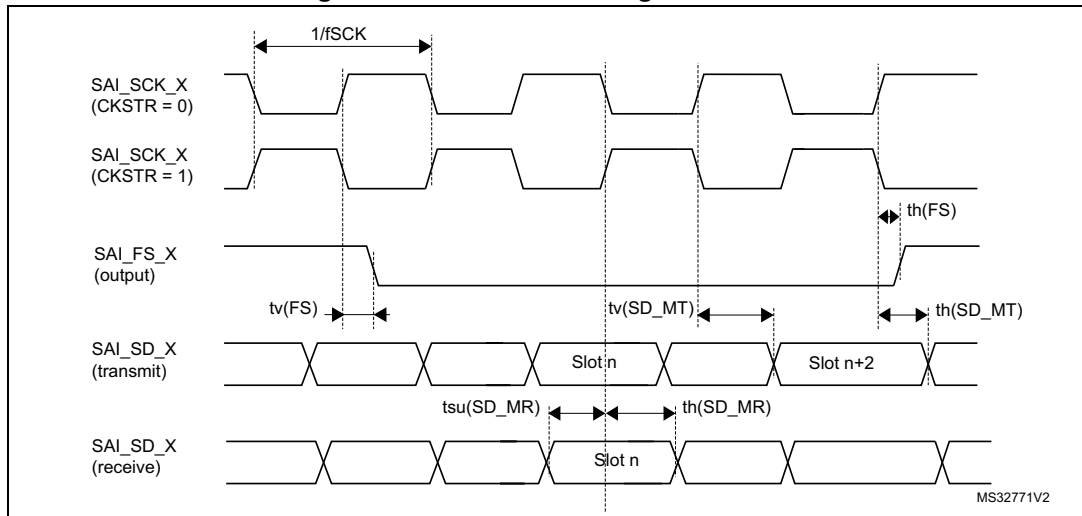 1/fSCK
SAI_SCK_X
(CKSTR = 0)
SAI_SCK_X
(CKSTR = 1)
th(FS)
SAI_FS_X
(output)
tv(FS)
tv(SD_MT)
th(SD_MT)
SAI_SD_X
(transmit)
Slot n
Slot n+2
tsu(SD_MR)
th(SD_MR)
SAI_SD_X
(receive)
Slot n
MS32771V2